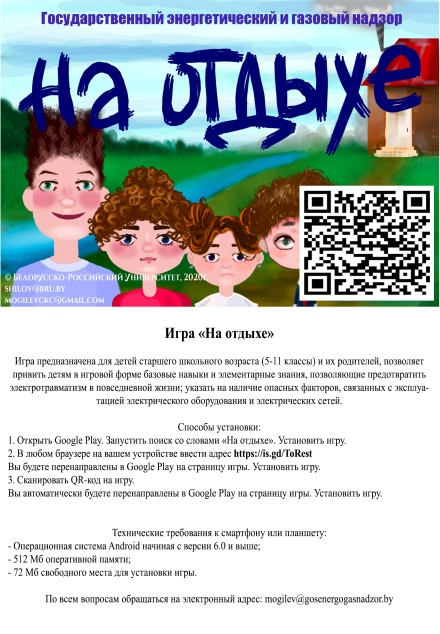 Государственный энергетический и газовый надзор
на отдыхе
© Белорусско-Российский Университет, 2020г.
shilov@bru.by
mogilevckc@gmail.com
Игра «На отдыхе»
Игра предназначена для детей старшего школьного возраста (5-11 классы) и их родителей, позволяет
привить детям в игровой форме базовые навыки и элементарные знания, позволяющие предотвратить
электротравматизм в повседневной жизни; указать на наличие опасных факторов, связанных с эксплуа-
тацией электрического оборудования и электрических сетей.
Способы установки:
1. Открыть Google Play. Запустить поиск со словами «На отдыхе». Установить игру.
2. В любом браузере на вашем устройстве ввести адрес https://is.gd/ToRest
Вы будете перенаправлены в Google Play на страницу игры. Установить игру.
3. Сканировать QR-код на игру.
Вы автоматически будете перенаправлены в Google Play на страницу игры. Установить игру.
Технические требования к смартфону или планшету:
- Операционная система Android начиная с версии 6.0 и выше;
- 512 Мб оперативной памяти;
- 72 Мб свободного места для установки игры.
По всем вопросам обращаться на электронный адрес: mogilev@gosenergogasnadzor.by